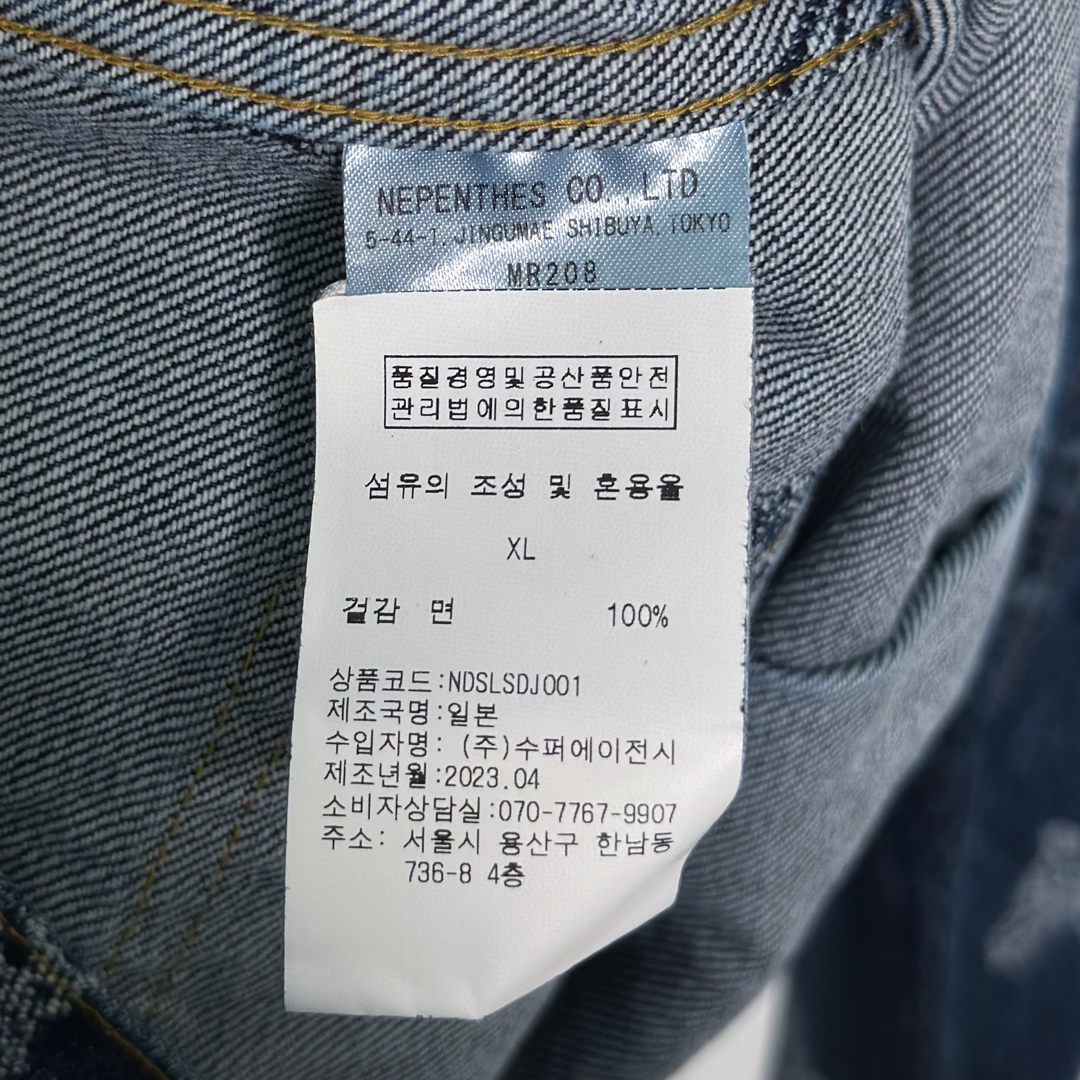 NEPENTHES CO.,LTD
5-44-1,JINGUMAE SHIBUYA,TOKYO
MR208
품질경영및공산품안전
관리법에의한품질표시
섬유의 조성 및 혼용율
XL
겉감 면 100%
상품코드:NDSLSDJ001
제조국명:일본
수입자명: (주)수퍼에이전시
제조년월:2023.04
소비자상담실:070-7767-9907
주소: 서울시 용산구 한남동
736-8 4층